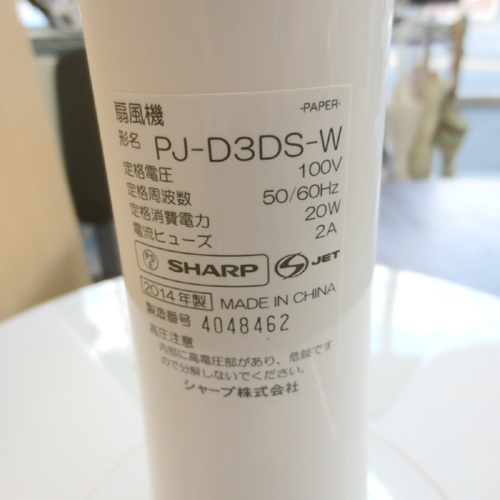 扇風機 -PAPER-
形名 PJ-D3DS-W
定格電圧 100V
定格周波数 50/60Hz
定格消費電力 20W
電流ヒューズ 2A
PS E SHARP JET
2014年製 MADE IN CHINA
製造番号 4048462
高圧注意
内部に高電圧部があり、危険です
ので分解しないでください。
シャープ株式会社